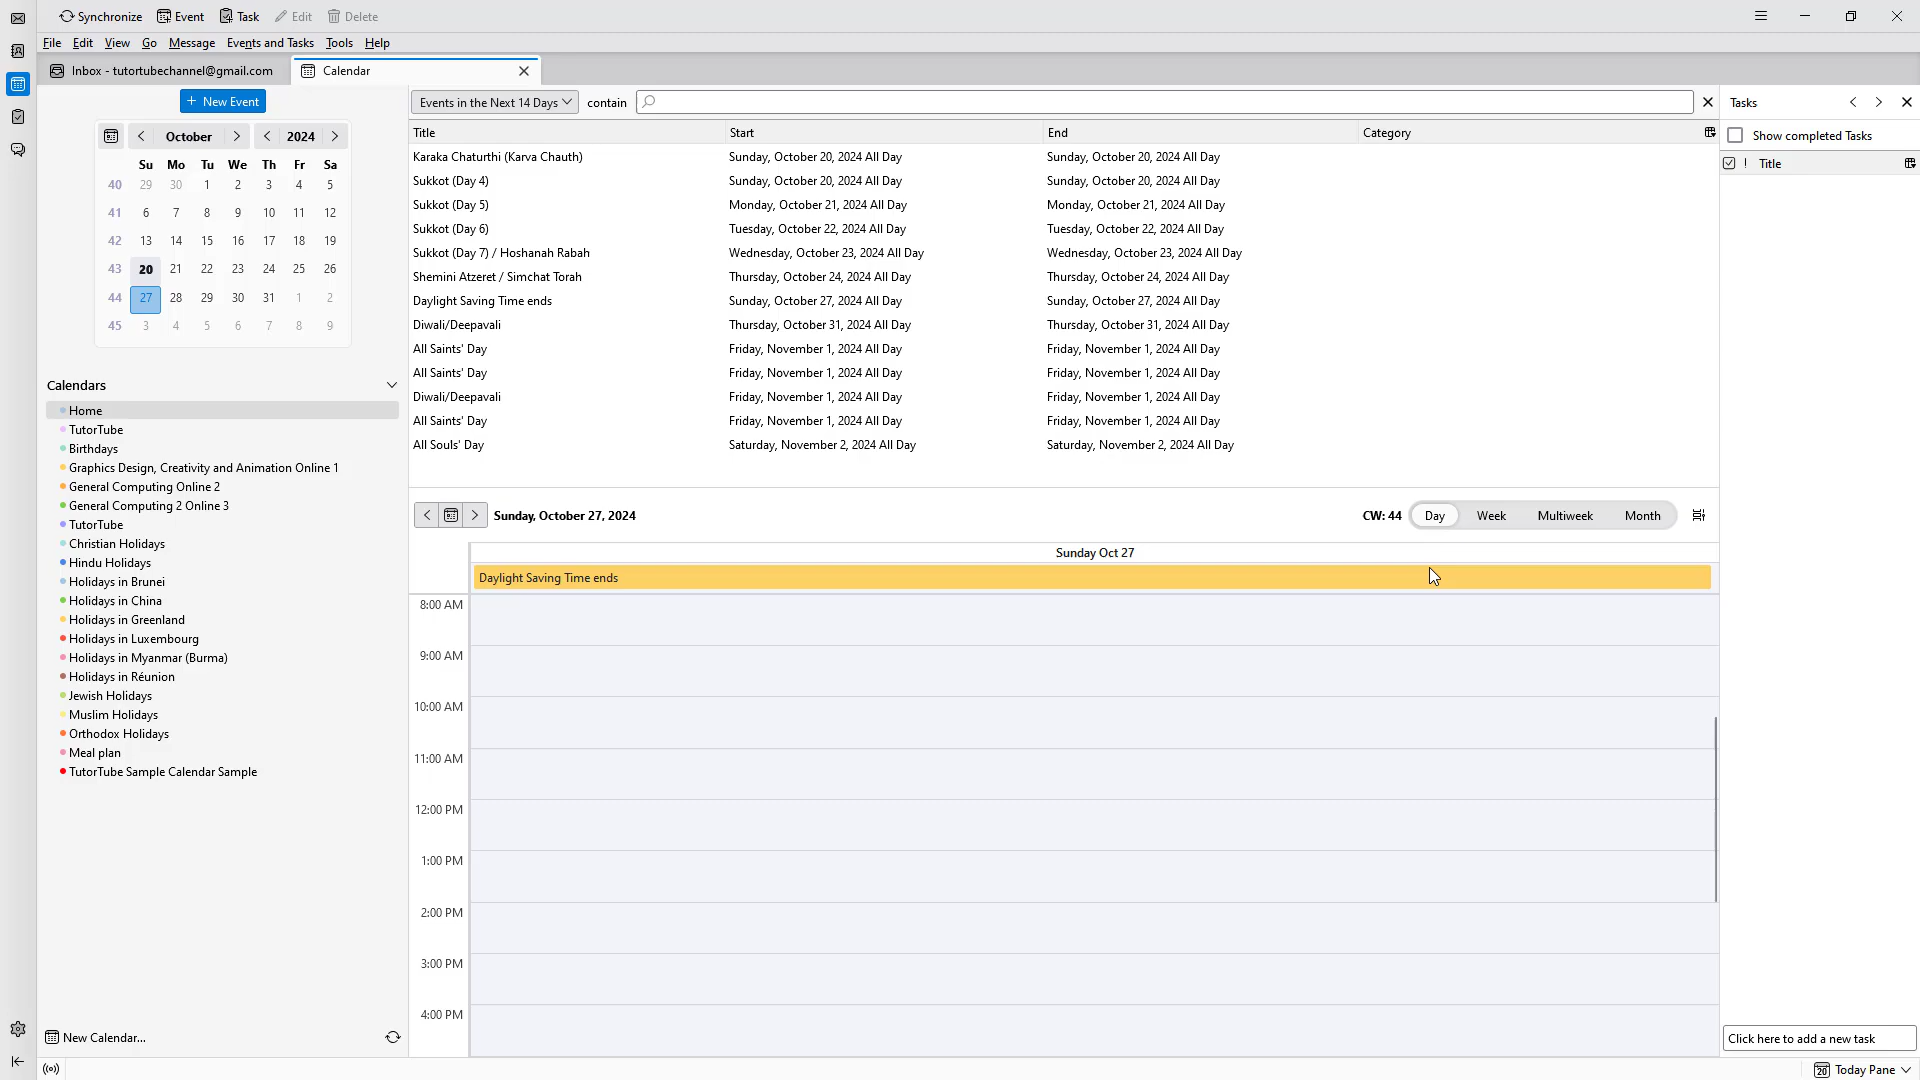 Synchronize Event Task Edit Delete
File Edit View Go Message Events and Tasks Tools Help
Inbox - tutortubechannel@gmail.com Calendar
+ New Event
October 2024
Su Mo Tu We Th Fr Sa
40 29 30 1 2 3 4 5
41 6 7 8 9 10 11 12
42 13 14 15 16 17 18 19
43 20 21 22 23 24 25 26
44 27 28 29 30 31 1 2
45 3 4 5 6 7 8 9
Calendars
Home
TutorTube
Birthdays
Graphics Design, Creativity and Animation Online 1
General Computing Online 2
General Computing 2 Online 3
TutorTube
Christian Holidays
Hindu Holidays
Holidays in Brunei
Holidays in China
Holidays in Greenland
Holidays in Luxembourg
Holidays in Myanmar (Burma)
Holidays in Réunion
Jewish Holidays
Muslim Holidays
Orthodox Holidays
Meal plan
TutorTube Sample Calendar Sample
New Calendar...
Events in the Next 14 Days contain
Title Start End Category
Karaka Chaturthi (Karva Chauth) Sunday, October 20, 2024 All Day Sunday, October 20, 2024 All Day
Sukkot (Day 4) Sunday, October 20, 2024 All Day Sunday, October 20, 2024 All Day
Sukkot (Day 5) Monday, October 21, 2024 All Day Monday, October 21, 2024 All Day
Sukkot (Day 6) Tuesday, October 22, 2024 All Day Tuesday, October 22, 2024 All Day
Sukkot (Day 7) / Hoshanah Rabah Wednesday, October 23, 2024 All Day Wednesday, October 23, 2024 All Day
Shemini Atzeret / Simchat Torah Thursday, October 24, 2024 All Day Thursday, October 24, 2024 All Day
Daylight Saving Time ends Sunday, October 27, 2024 All Day Sunday, October 27, 2024 All Day
Diwali/Deepavali Thursday, October 31, 2024 All Day Thursday, October 31, 2024 All Day
All Saints' Day Friday, November 1, 2024 All Day Friday, November 1, 2024 All Day
All Saints' Day Friday, November 1, 2024 All Day Friday, November 1, 2024 All Day
Diwali/Deepavali Friday, November 1, 2024 All Day Friday, November 1, 2024 All Day
All Saints' Day Friday, November 1, 2024 All Day Friday, November 1, 2024 All Day
All Souls' Day Saturday, November 2, 2024 All Day Saturday, November 2, 2024 All Day
Sunday, October 27, 2024 CW: 44 Day Week Multiweek Month
Sunday Oct 27
Daylight Saving Time ends
8:00 AM
9:00 AM
10:00 AM
11:00 AM
12:00 PM
1:00 PM
2:00 PM
3:00 PM
4:00 PM
Tasks
Show completed Tasks
! Title
Click here to add a new task
20 Today Pane